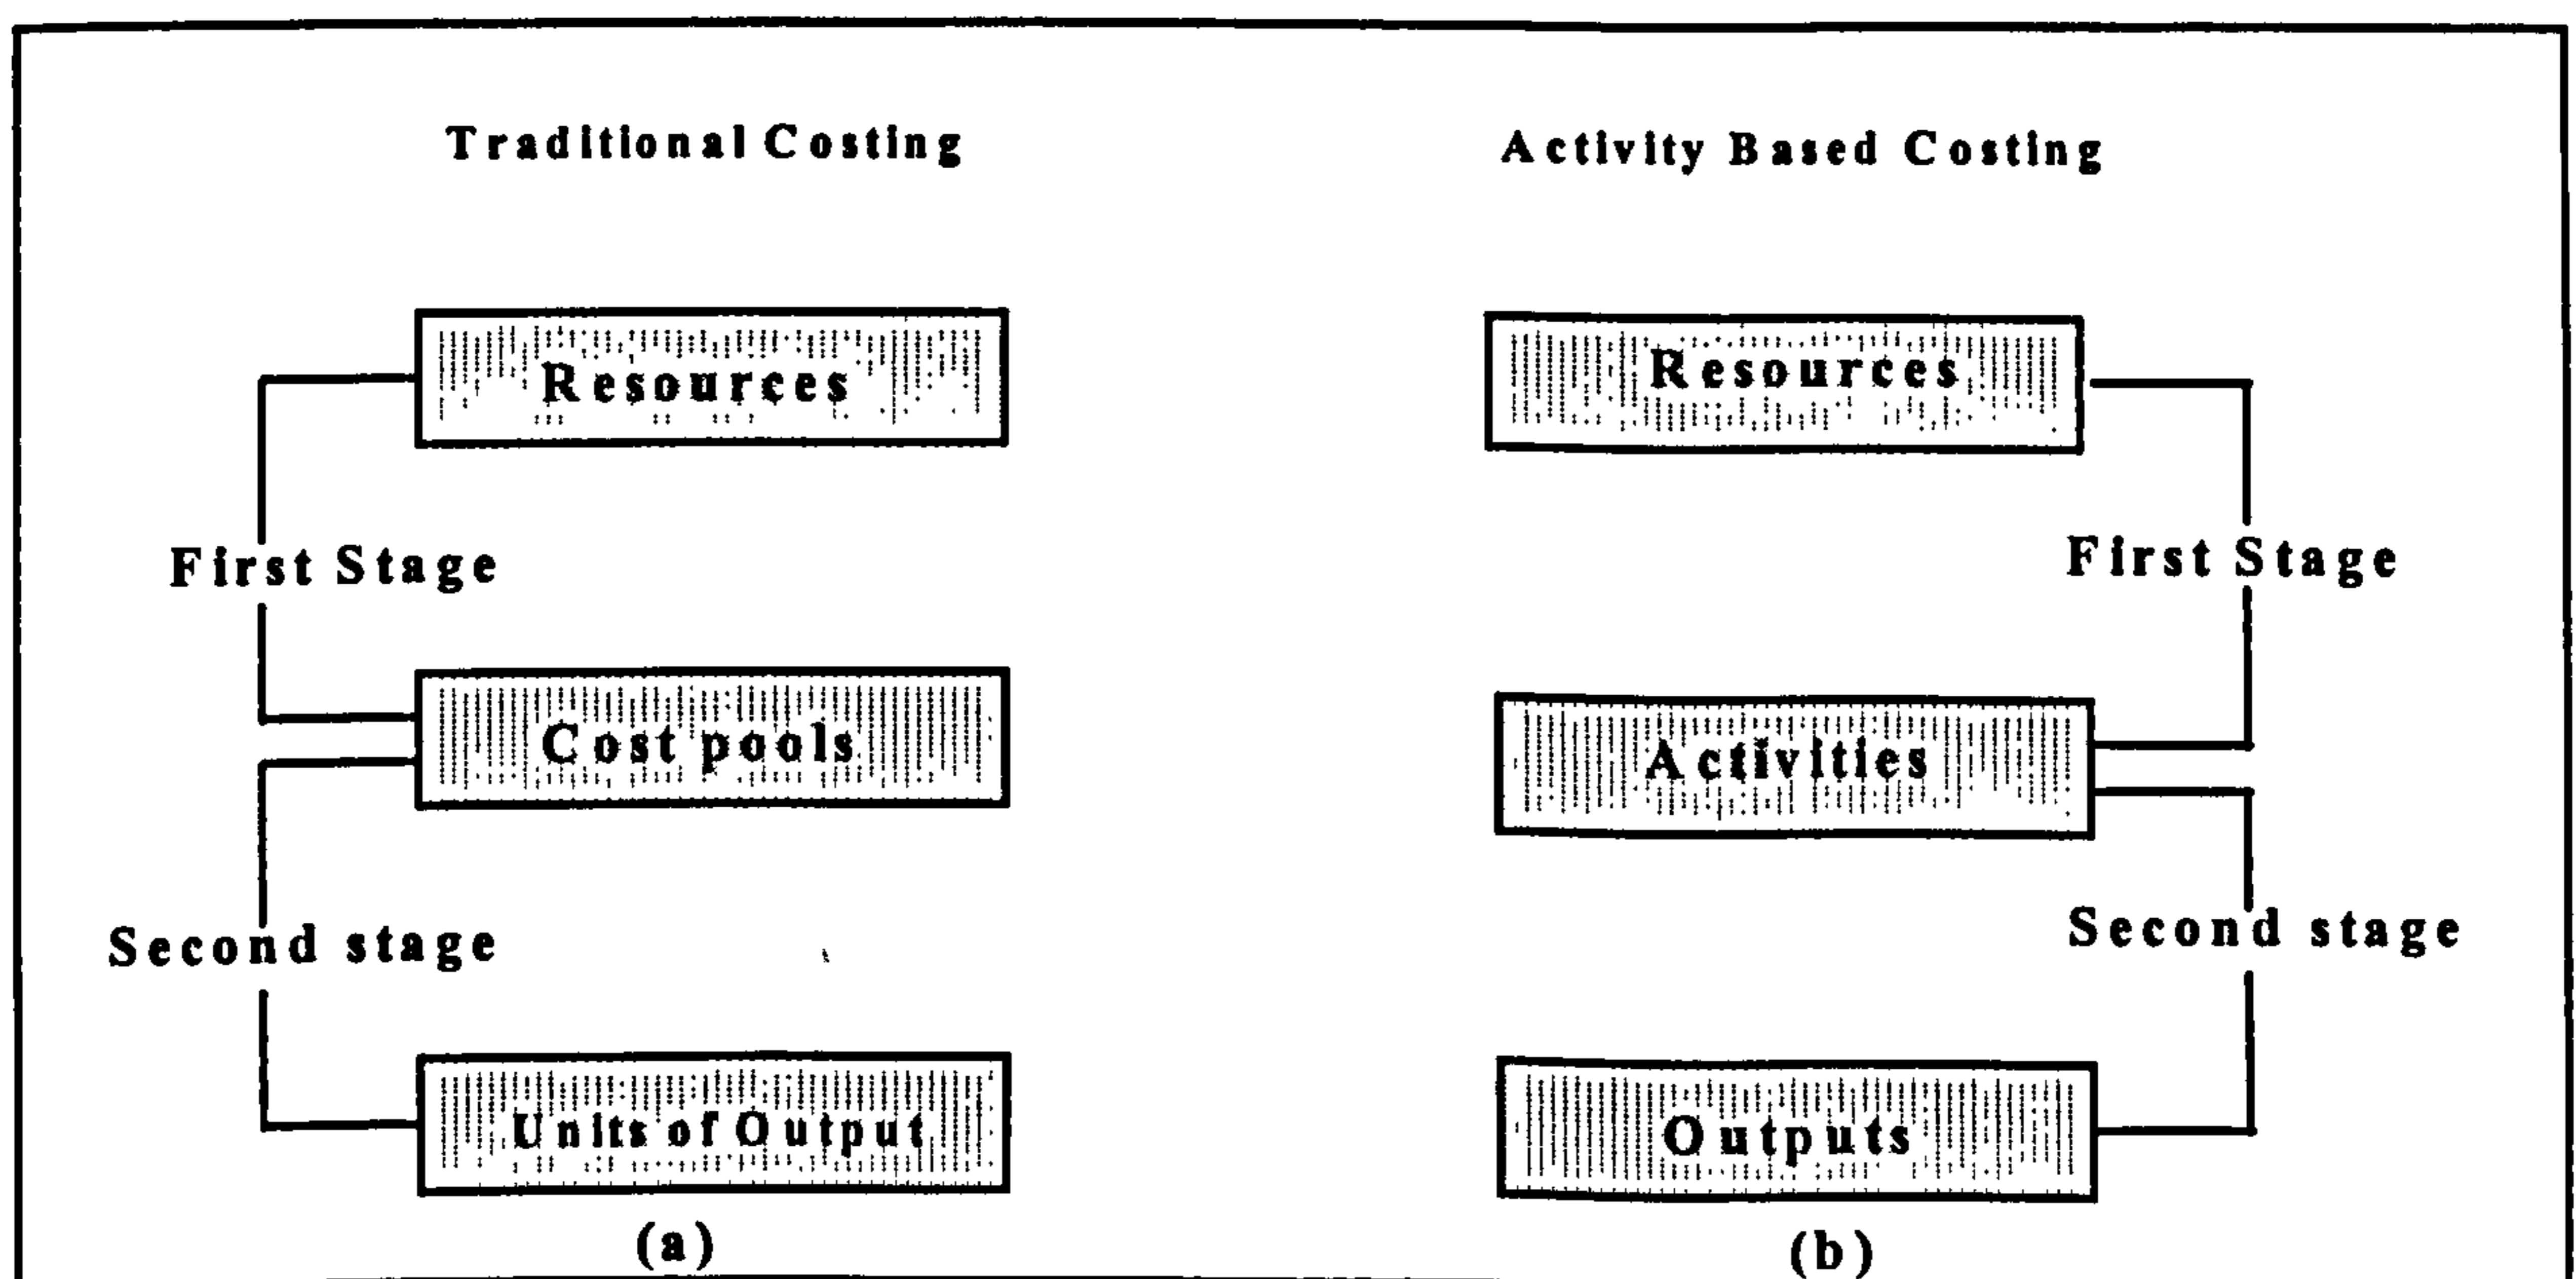 Traditional Costing
Resources
First Stage
Cost pools
Second stage
Units of Output
(a)
Activity Based Costing
Resources
First Stage
Activities
Second stage
Outputs
(b)